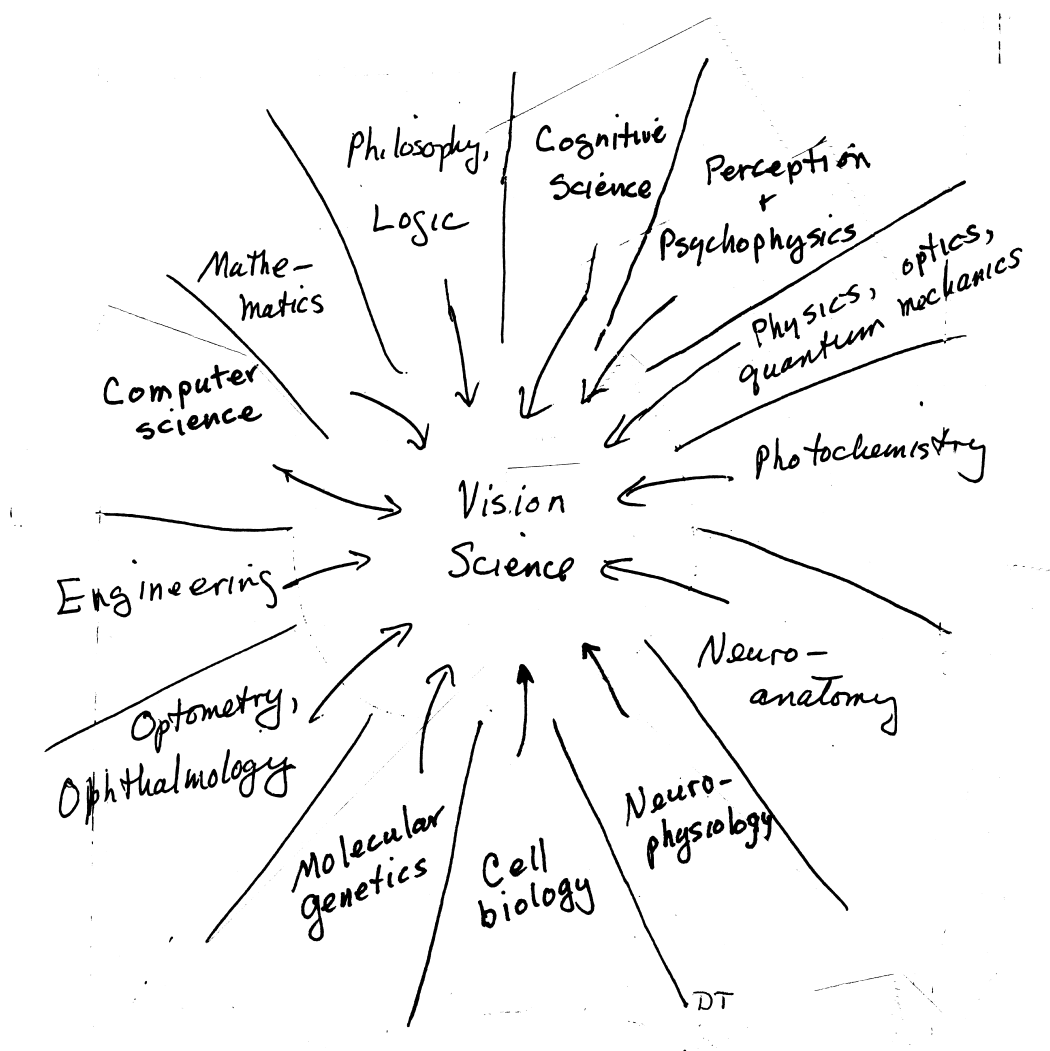 Philosophy,
Logic
Cognitive
Science
Perception
+
Psychophysics
Physics, optics,
quantum mechanics
Photochemistry
Neuro-
anatomy
Neuro-
physiology
Cell
biology
Molecular
genetics
Optometry,
Ophthalmology
Engineering
Computer
science
Mathe-
matics
Vision
Science
DT